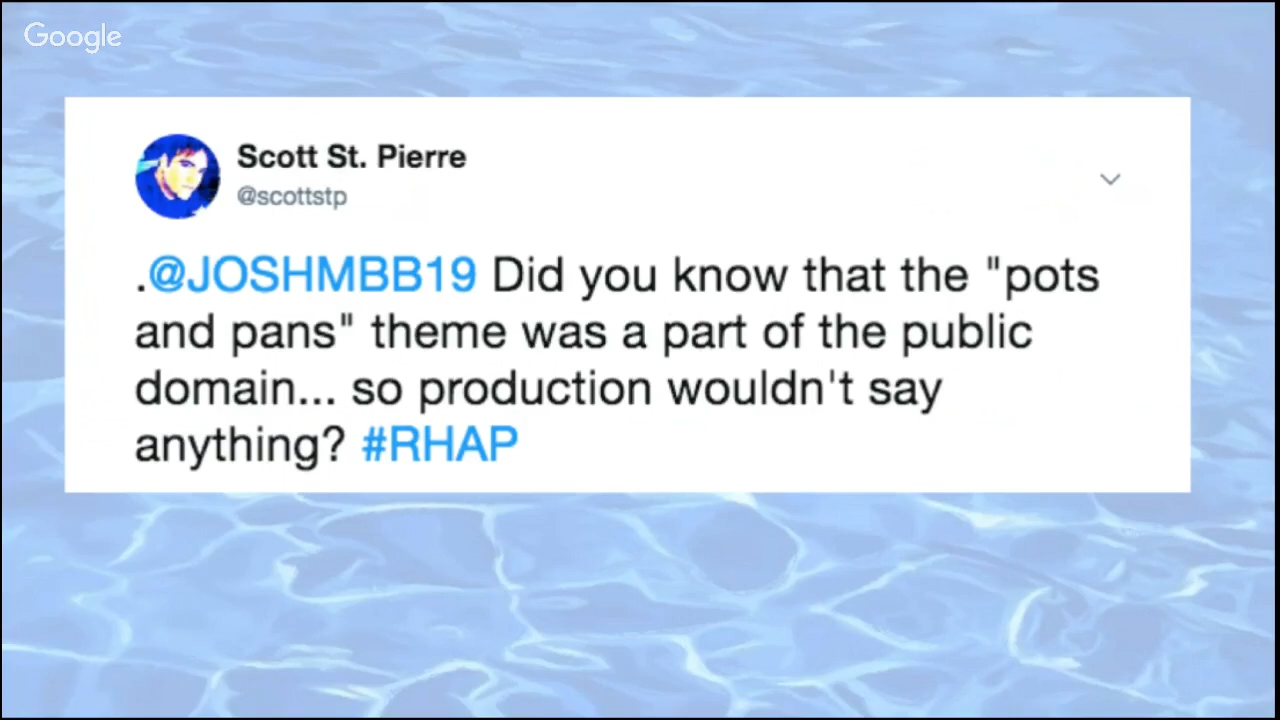 Google
Scott St. Pierre
@scottstp
.@JOSHMBB19 Did you know that the "pots
and pans" theme was a part of the public
domain... so production wouldn't say
anything? #RHAP